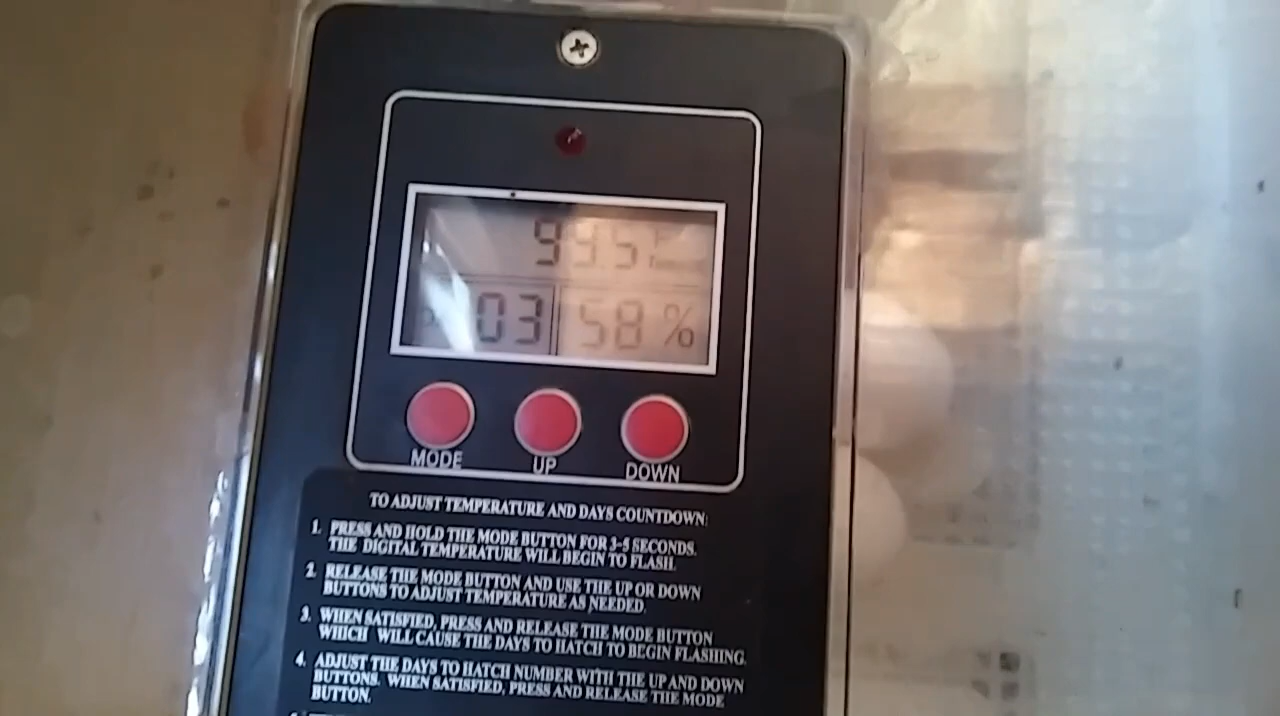 99.5
03 58 %
MODE UP DOWN
TO ADJUST TEMPERATURE AND DAYS COUNTDOWN:
1. PRESS AND HOLD THE MODE BUTTON FOR 3-5 SECONDS.
THE DIGITAL TEMPERATURE WILL BEGIN TO FLASH.
2. RELEASE THE MODE BUTTON AND USE THE UP OR DOWN
BUTTONS TO ADJUST TEMPERATURE AS NEEDED.
3. WHEN SATISFIED, PRESS AND RELEASE THE MODE BUTTON
WHICH WILL CAUSE THE DAYS TO HATCH TO BEGIN FLASHING.
4. ADJUST THE DAYS TO HATCH NUMBER WITH THE UP AND DOWN
BUTTONS. WHEN SATISFIED, PRESS AND RELEASE THE MODE
BUTTON.